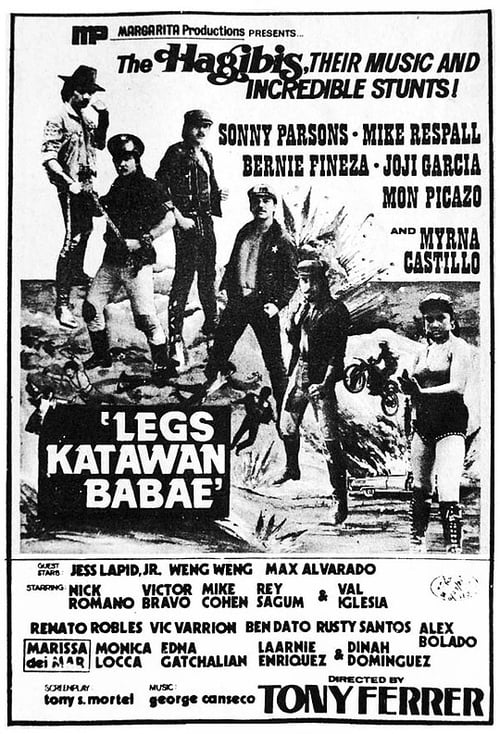 mp MARGARITA Productions PRESENTS...
The Hagibis, THEIR MUSIC AND
INCREDIBLE STUNTS!
SONNY PARSONS · MIKE RESPALL
BERNIE FINEZA · JOJI GARCIA
MON PICAZO
AND MYRNA
CASTILLO
'LEGS
KATAWAN
BABAE'
GUEST STARS: JESS LAPID, JR. WENG WENG MAX ALVARADO
STARRING: NICK ROMANO VICTOR BRAVO MIKE COHEN REY SAGUM & VAL IGLESIA
RENATO ROBLES VIC VARRION BEN DATO RUSTY SANTOS ALEX BOLADO
MARISSA del MAR MONICA LOCCA EDNA GATCHALIAN LAARNIE ENRIQUEZ & DINAH DOMINGUEZ
SCREENPLAY tony s. mortel MUSIC: george canseco DIRECTED BY TONY FERRER